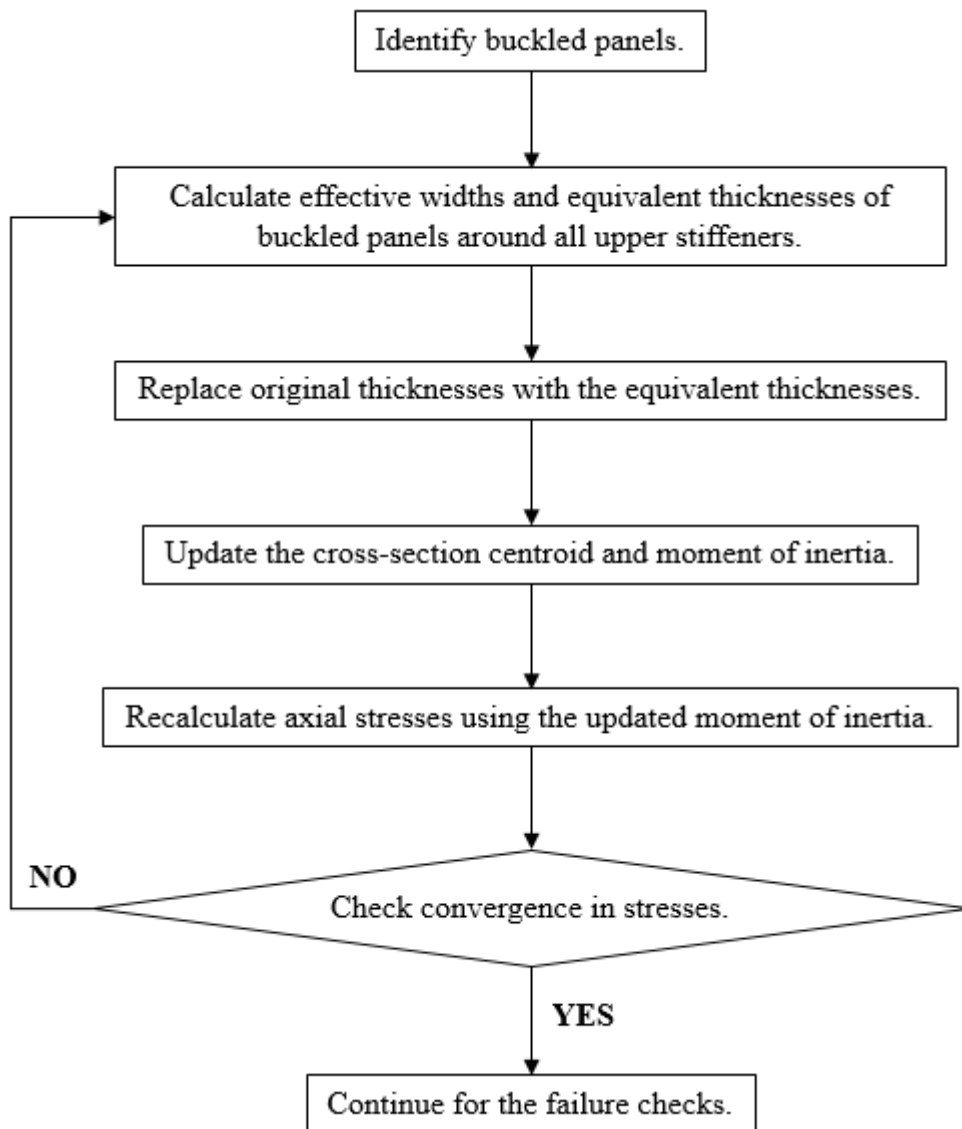 Identify buckled panels.
Calculate effective widths and equivalent thicknesses of
buckled panels around all upper stiffeners.
Replace original thicknesses with the equivalent thicknesses.
Update the cross-section centroid and moment of inertia.
Recalculate axial stresses using the updated moment of inertia.
NO
Check convergence in stresses.
YES
Continue for the failure checks.